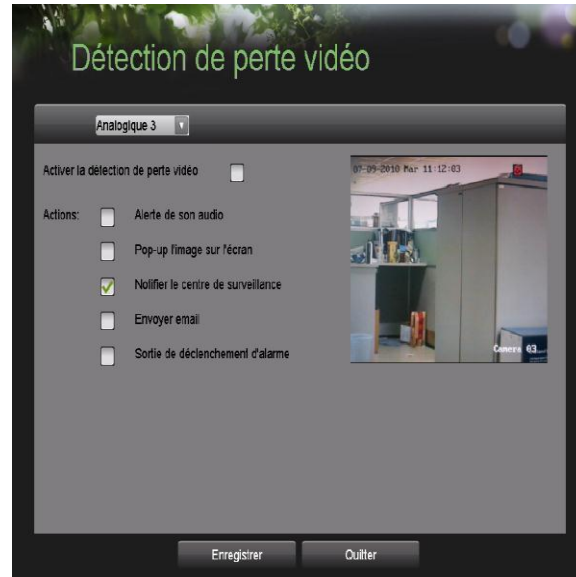 Détection de perte vidéo
Analogique 3
Activer la détection de perte vidéo
07-09-2010 Mar 11:12:03
Actions:
Alerte de son audio
Pop-up l'image sur l'écran
Notifier le centre de surveillance
Envoyer email
Sortie de déclenchement d'alarme
Camera 03
Enregistrer
Quitter